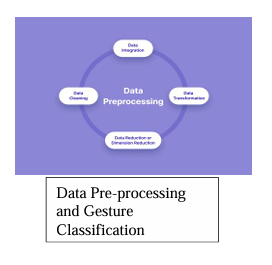 Data
Integration
Data
Cleaning
Data
Preprocessing
Data
Transformation
Data Reduction or
Dimension Reduction
Data Pre-processing
and Gesture
Classification